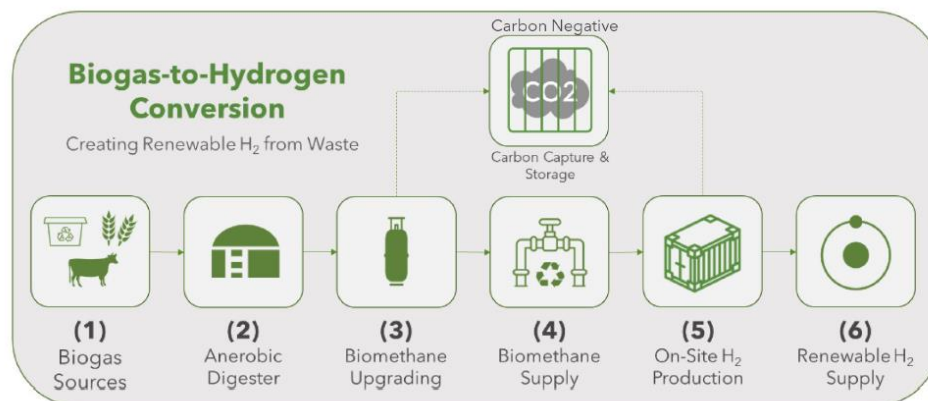 Carbon Negative
Biogas-to-Hydrogen
Conversion
Creating Renewable H₂ from Waste
CO2
Carbon Capture &
Storage
(1)
Biogas
Sources
(2)
Anerobic
Digester
(3)
Biomethane
Upgrading
(4)
Biomethane
Supply
(5)
On-Site H₂
Production
(6)
Renewable H₂
Supply